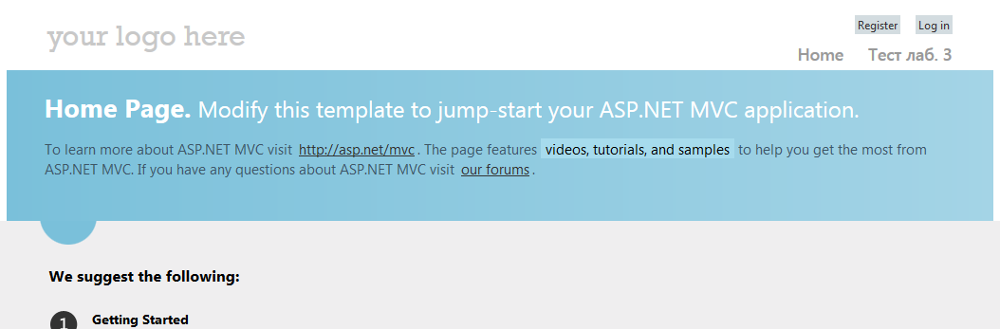 your logo here
Register Log in
Home Тест лаб. 3
Home Page. Modify this template to jump-start your ASP.NET MVC application.
To learn more about ASP.NET MVC visit http://asp.net/mvc. The page features videos, tutorials, and samples to help you get the most from
ASP.NET MVC. If you have any questions about ASP.NET MVC visit our forums.
We suggest the following:
1 Getting Started